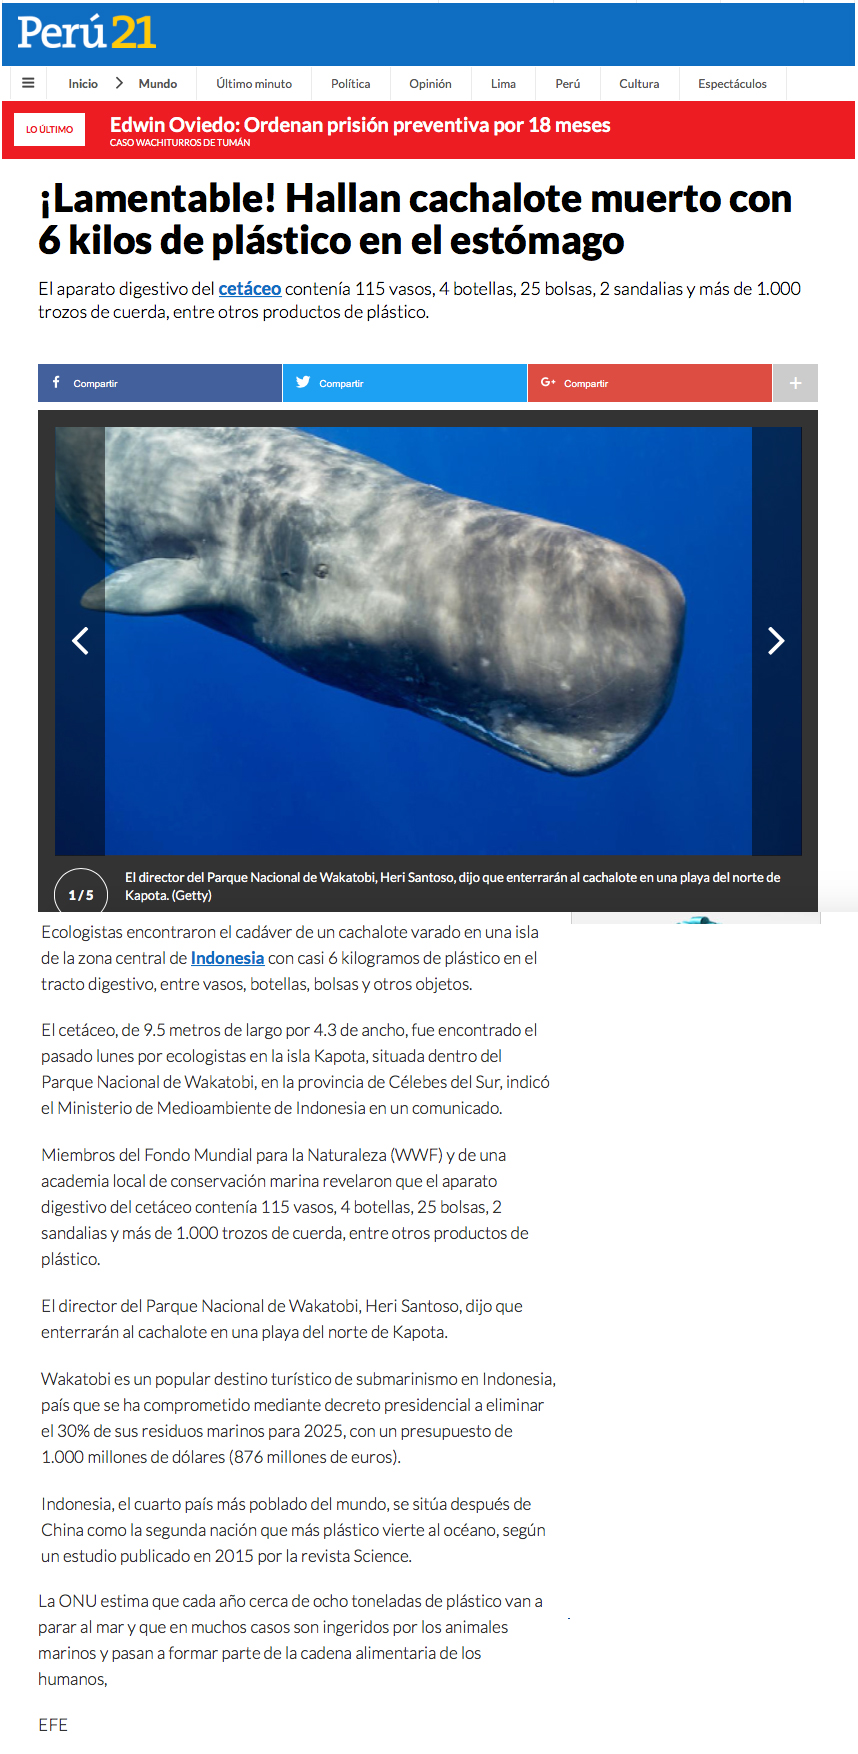 Perú 21
Inicio > Mundo Último minuto Política Opinión Lima Perú Cultura Espectáculos
LO ÚLTIMO
Edwin Oviedo: Ordenan prisión preventiva por 18 meses
CASO WACHITURROS DE TUMÁN
¡Lamentable! Hallan cachalote muerto con
6 kilos de plástico en el estómago
El aparato digestivo del cetáceo contenía 115 vasos, 4 botellas, 25 bolsas, 2 sandalias y más de 1.000
trozos de cuerda, entre otros productos de plástico.
f Compartir Compartir G+ Compartir +
El director del Parque Nacional de Wakatobi, Heri Santoso, dijo que enterrarán al cachalote en una playa del norte de
1 / 5
Kapota. (Getty)
Ecologistas encontraron el cadáver de un cachalote varado en una isla
de la zona central de Indonesia con casi 6 kilogramos de plástico en el
tracto digestivo, entre vasos, botellas, bolsas y otros objetos.
El cetáceo, de 9.5 metros de largo por 4.3 de ancho, fue encontrado el
pasado lunes por ecologistas en la isla Kapota, situada dentro del
Parque Nacional de Wakatobi, en la provincia de Célebes del Sur, indicó
el Ministerio de Medioambiente de Indonesia en un comunicado.
Miembros del Fondo Mundial para la Naturaleza (WWF) y de una
academia local de conservación marina revelaron que el aparato
digestivo del cetáceo contenía 115 vasos, 4 botellas, 25 bolsas, 2
sandalias y más de 1.000 trozos de cuerda, entre otros productos de
plástico.
El director del Parque Nacional de Wakatobi, Heri Santoso, dijo que
enterrarán al cachalote en una playa del norte de Kapota.
Wakatobi es un popular destino turístico de submarinismo en Indonesia,
país que se ha comprometido mediante decreto presidencial a eliminar
el 30% de sus residuos marinos para 2025, con un presupuesto de
1.000 millones de dólares (876 millones de euros).
Indonesia, el cuarto país más poblado del mundo, se sitúa después de
China como la segunda nación que más plástico vierte al océano, según
un estudio publicado en 2015 por la revista Science.
La ONU estima que cada año cerca de ocho toneladas de plástico van a
parar al mar y que en muchos casos son ingeridos por los animales
marinos y pasan a formar parte de la cadena alimentaria de los
humanos,
EFE